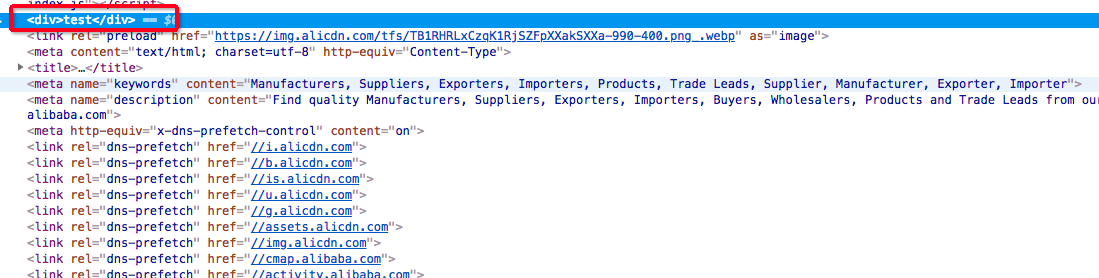 index.js"></script>
<div>test</div> == $0
<link rel="preload" href="https://img.alicdn.com/tfs/TB1RHRLxCzqK1RjSZFpXXakSXXa-990-400.png_.webp" as="image">
<meta content="text/html; charset=utf-8" http-equiv="Content-Type">
<title>…</title>
<meta name="keywords" content="Manufacturers, Suppliers, Exporters, Importers, Products, Trade Leads, Supplier, Manufacturer, Exporter, Importer">
<meta name="description" content="Find quality Manufacturers, Suppliers, Exporters, Importers, Buyers, Wholesalers, Products and Trade Leads from our
alibaba.com">
<meta http-equiv="x-dns-prefetch-control" content="on">
<link rel="dns-prefetch" href="//i.alicdn.com">
<link rel="dns-prefetch" href="//b.alicdn.com">
<link rel="dns-prefetch" href="//is.alicdn.com">
<link rel="dns-prefetch" href="//u.alicdn.com">
<link rel="dns-prefetch" href="//g.alicdn.com">
<link rel="dns-prefetch" href="//assets.alicdn.com">
<link rel="dns-prefetch" href="//img.alicdn.com">
<link rel="dns-prefetch" href="//cmap.alibaba.com">
<link rel="dns-prefetch" href="//activity.alibaba.com">